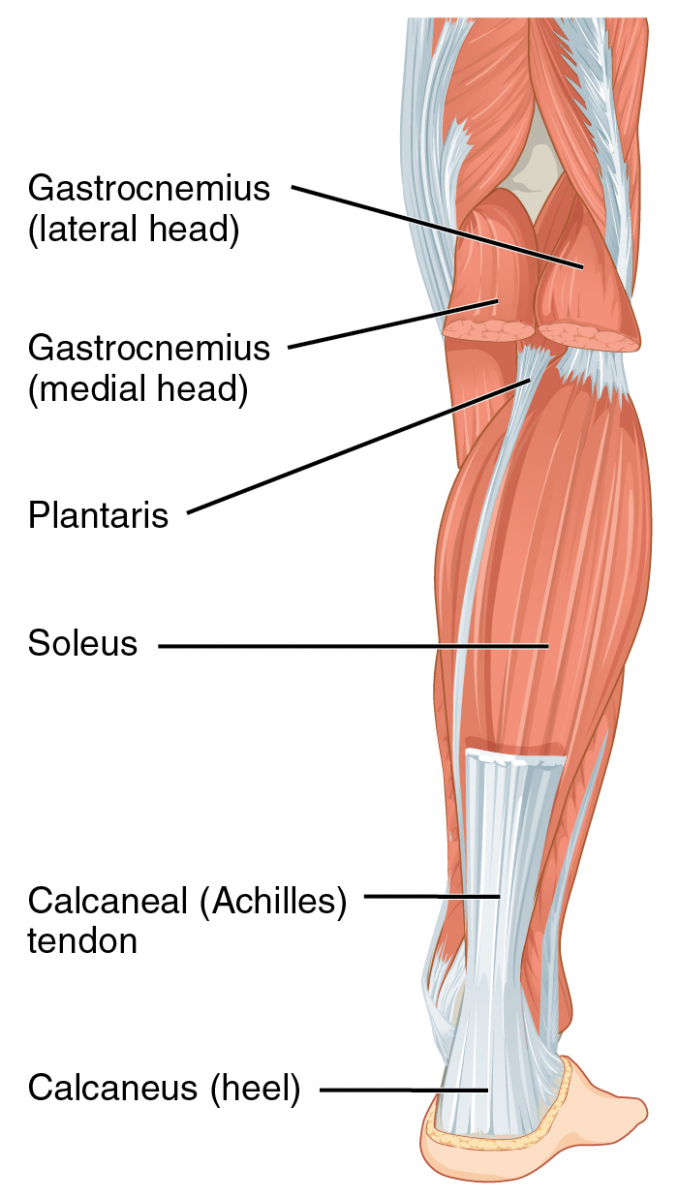 Gastrocnemius
(lateral head)
Gastrocnemius
(medial head)
Plantaris
Soleus
Calcaneal (Achilles)
tendon
Calcaneus (heel)